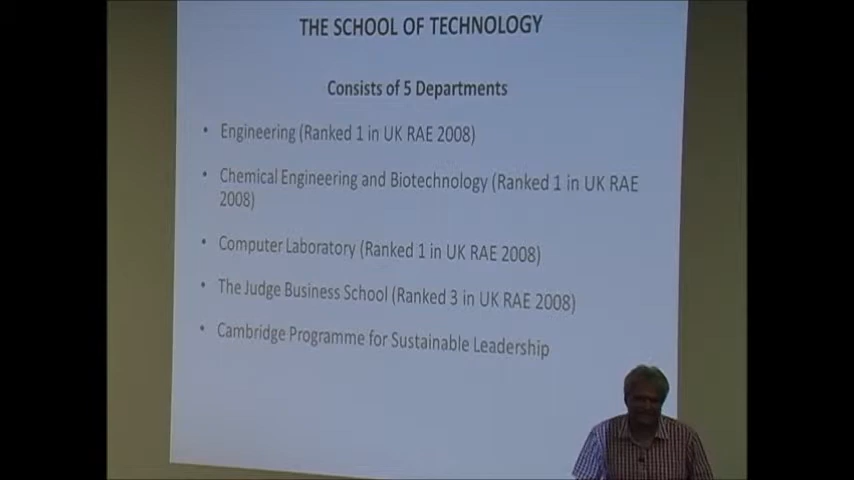 THE SCHOOL OF TECHNOLOGY
Consists of 5 Departments
• Engineering (Ranked 1 in UK RAE 2008)
• Chemical Engineering and Biotechnology (Ranked 1 in UK RAE
2008)
• Computer Laboratory (Ranked 1 in UK RAE 2008)
• The Judge Business School (Ranked 3 in UK RAE 2008)
• Cambridge Programme for Sustainable Leadership